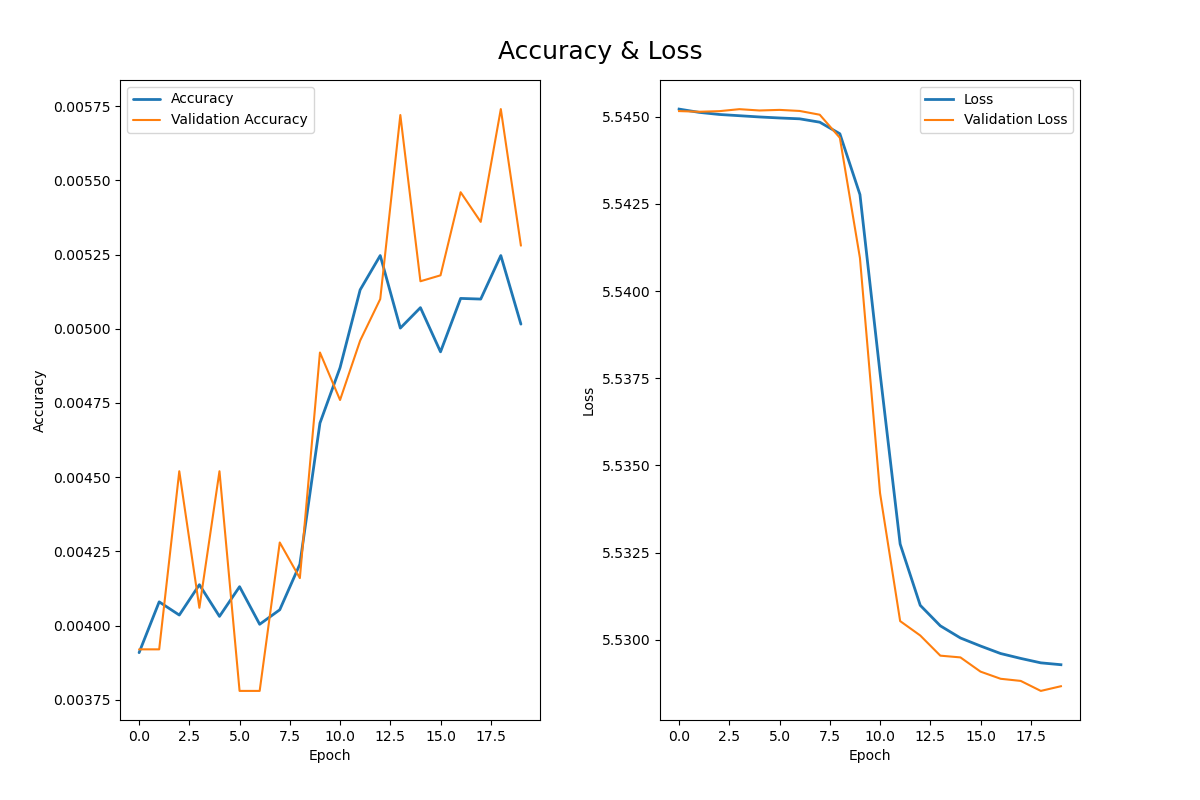 Accuracy & Loss
Accuracy
Validation Accuracy
0.00575
0.00550
0.00525
0.00500
0.00475
0.00450
0.00425
0.00400
0.00375
Accuracy
0.0 2.5 5.0 7.5 10.0 12.5 15.0 17.5
Epoch
Loss
Validation Loss
5.5450
5.5425
5.5400
5.5375
5.5350
5.5325
5.5300
Loss
0.0 2.5 5.0 7.5 10.0 12.5 15.0 17.5
Epoch